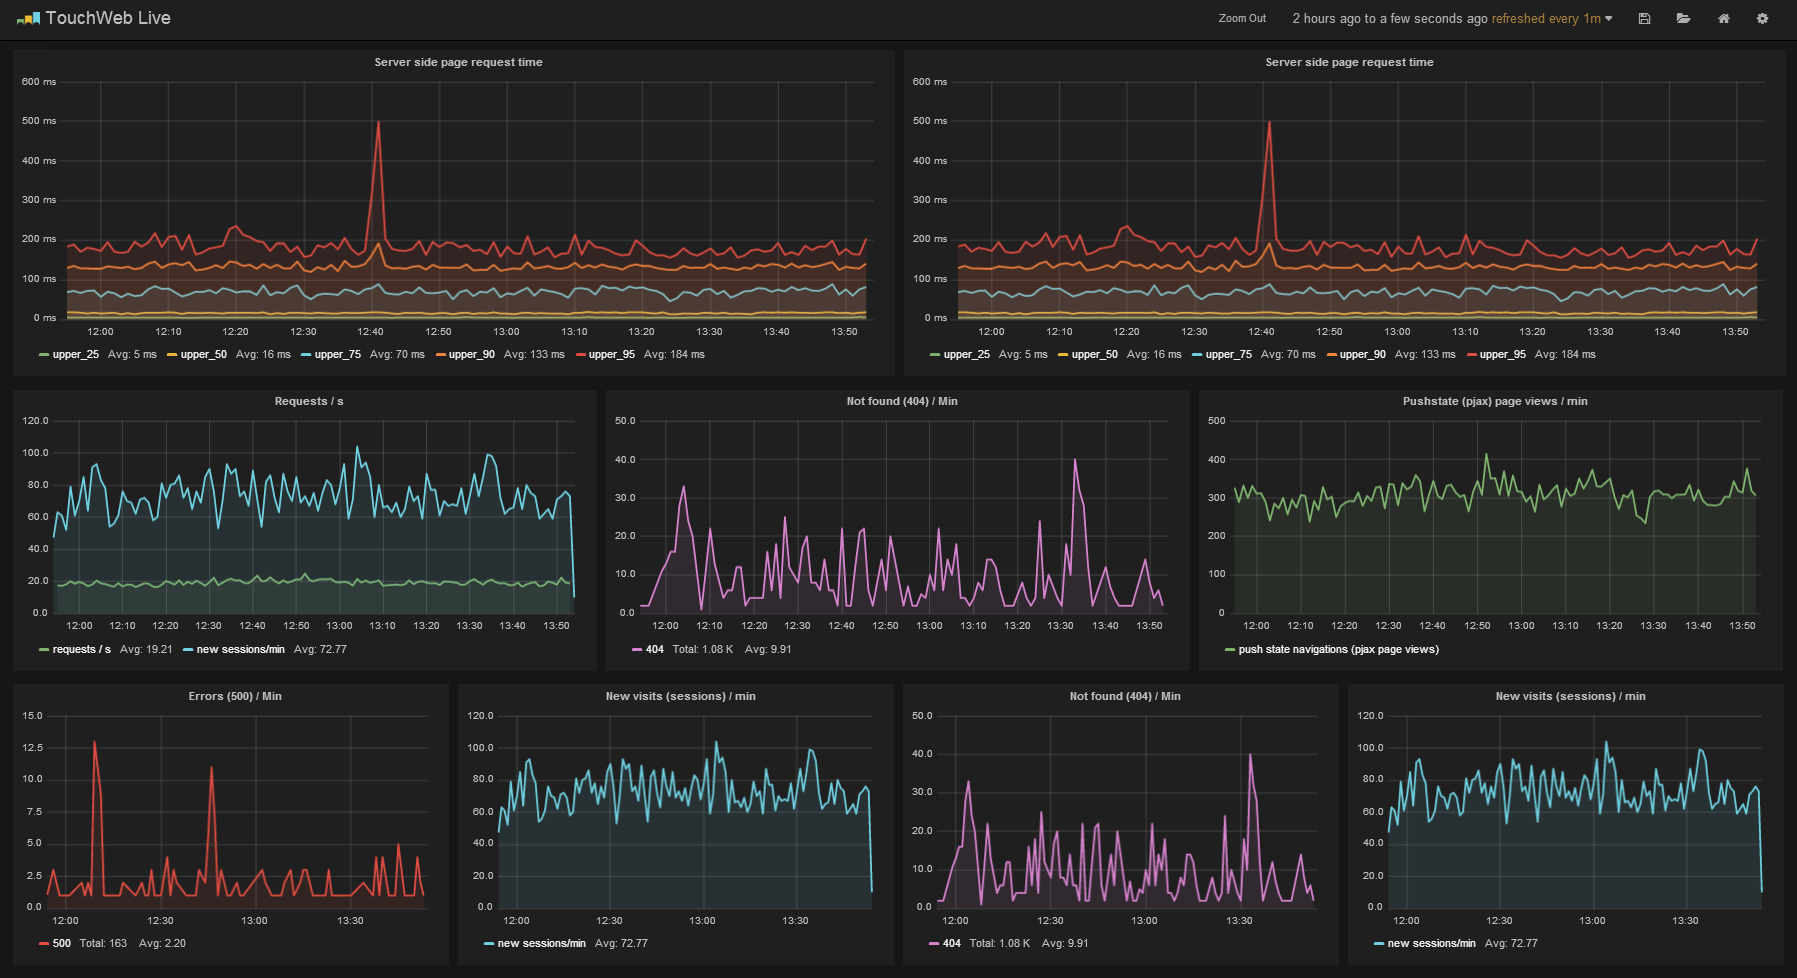 TouchWeb Live
Zoom Out 2 hours ago to a few seconds ago refreshed every 1m
Server side page request time
600 ms
500 ms
400 ms
300 ms
200 ms
100 ms
0 ms
12:00 12:10 12:20 12:30 12:40 12:50 13:00 13:10 13:20 13:30 13:40 13:50
upper_25 Avg: 5 ms upper_50 Avg: 16 ms upper_75 Avg: 70 ms upper_90 Avg: 133 ms upper_95 Avg: 184 ms
Server side page request time
600 ms
500 ms
400 ms
300 ms
200 ms
100 ms
0 ms
12:00 12:10 12:20 12:30 12:40 12:50 13:00 13:10 13:20 13:30 13:40 13:50
upper_25 Avg: 5 ms upper_50 Avg: 16 ms upper_75 Avg: 70 ms upper_90 Avg: 133 ms upper_95 Avg: 184 ms
Requests / s
120.0
100.0
80.0
60.0
40.0
20.0
0.0
12:00 12:10 12:20 12:30 12:40 12:50 13:00 13:10 13:20 13:30 13:40 13:50
requests / s Avg: 19.21 new sessions/min Avg: 72.77
Not found (404) / Min
50.0
40.0
30.0
20.0
10.0
0.0
12:00 12:10 12:20 12:30 12:40 12:50 13:00 13:10 13:20 13:30 13:40 13:50
404 Total: 1.08 K Avg: 9.91
Pushstate (pjax) page views / min
500
400
300
200
100
0
12:00 12:10 12:20 12:30 12:40 12:50 13:00 13:10 13:20 13:30 13:40 13:50
push state navigations (pjax page views)
Errors (500) / Min
15.0
12.5
10.0
7.5
5.0
2.5
0.0
12:00 12:30 13:00 13:30
500 Total: 163 Avg: 2.20
New visits (sessions) / min
120.0
100.0
80.0
60.0
40.0
20.0
0.0
12:00 12:30 13:00 13:30
new sessions/min Avg: 72.77
Not found (404) / Min
50.0
40.0
30.0
20.0
10.0
0.0
12:00 12:30 13:00 13:30
404 Total: 1.08 K Avg: 9.91
New visits (sessions) / min
120.0
100.0
80.0
60.0
40.0
20.0
0.0
12:00 12:30 13:00 13:30
new sessions/min Avg: 72.77